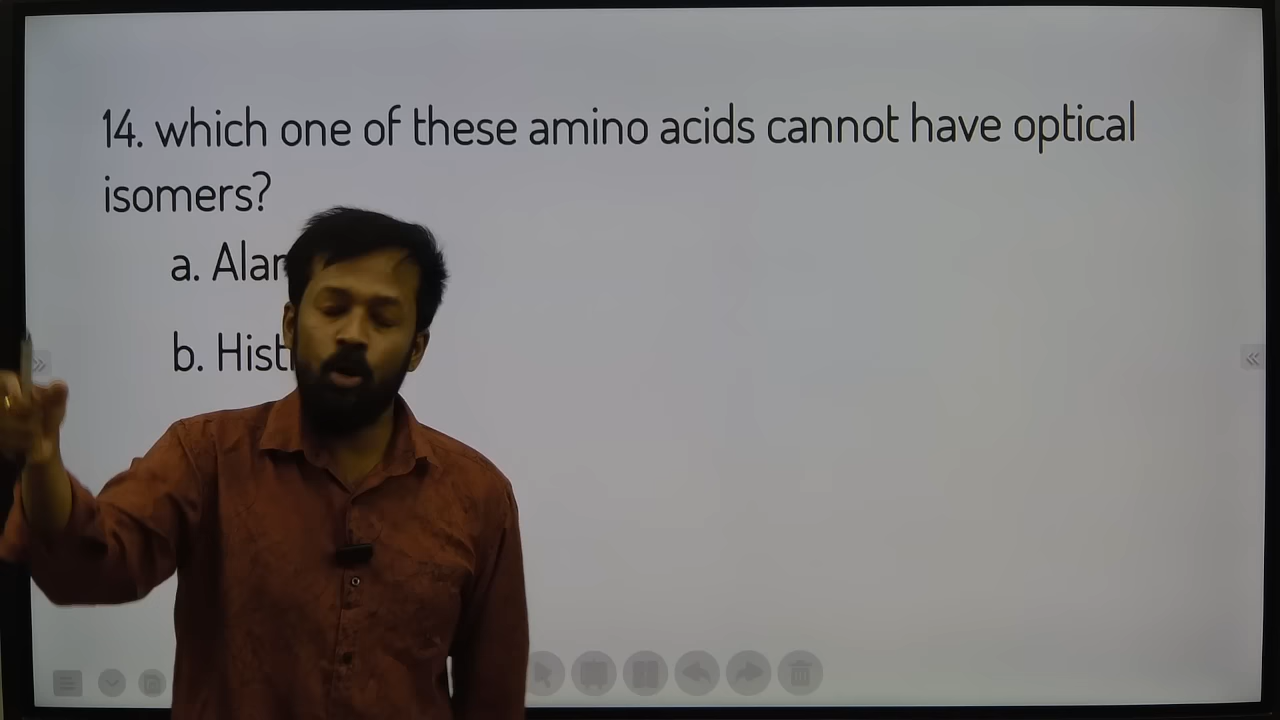 14. which one of these amino acids cannot have optical
isomers?
a. Alan
b. Hist